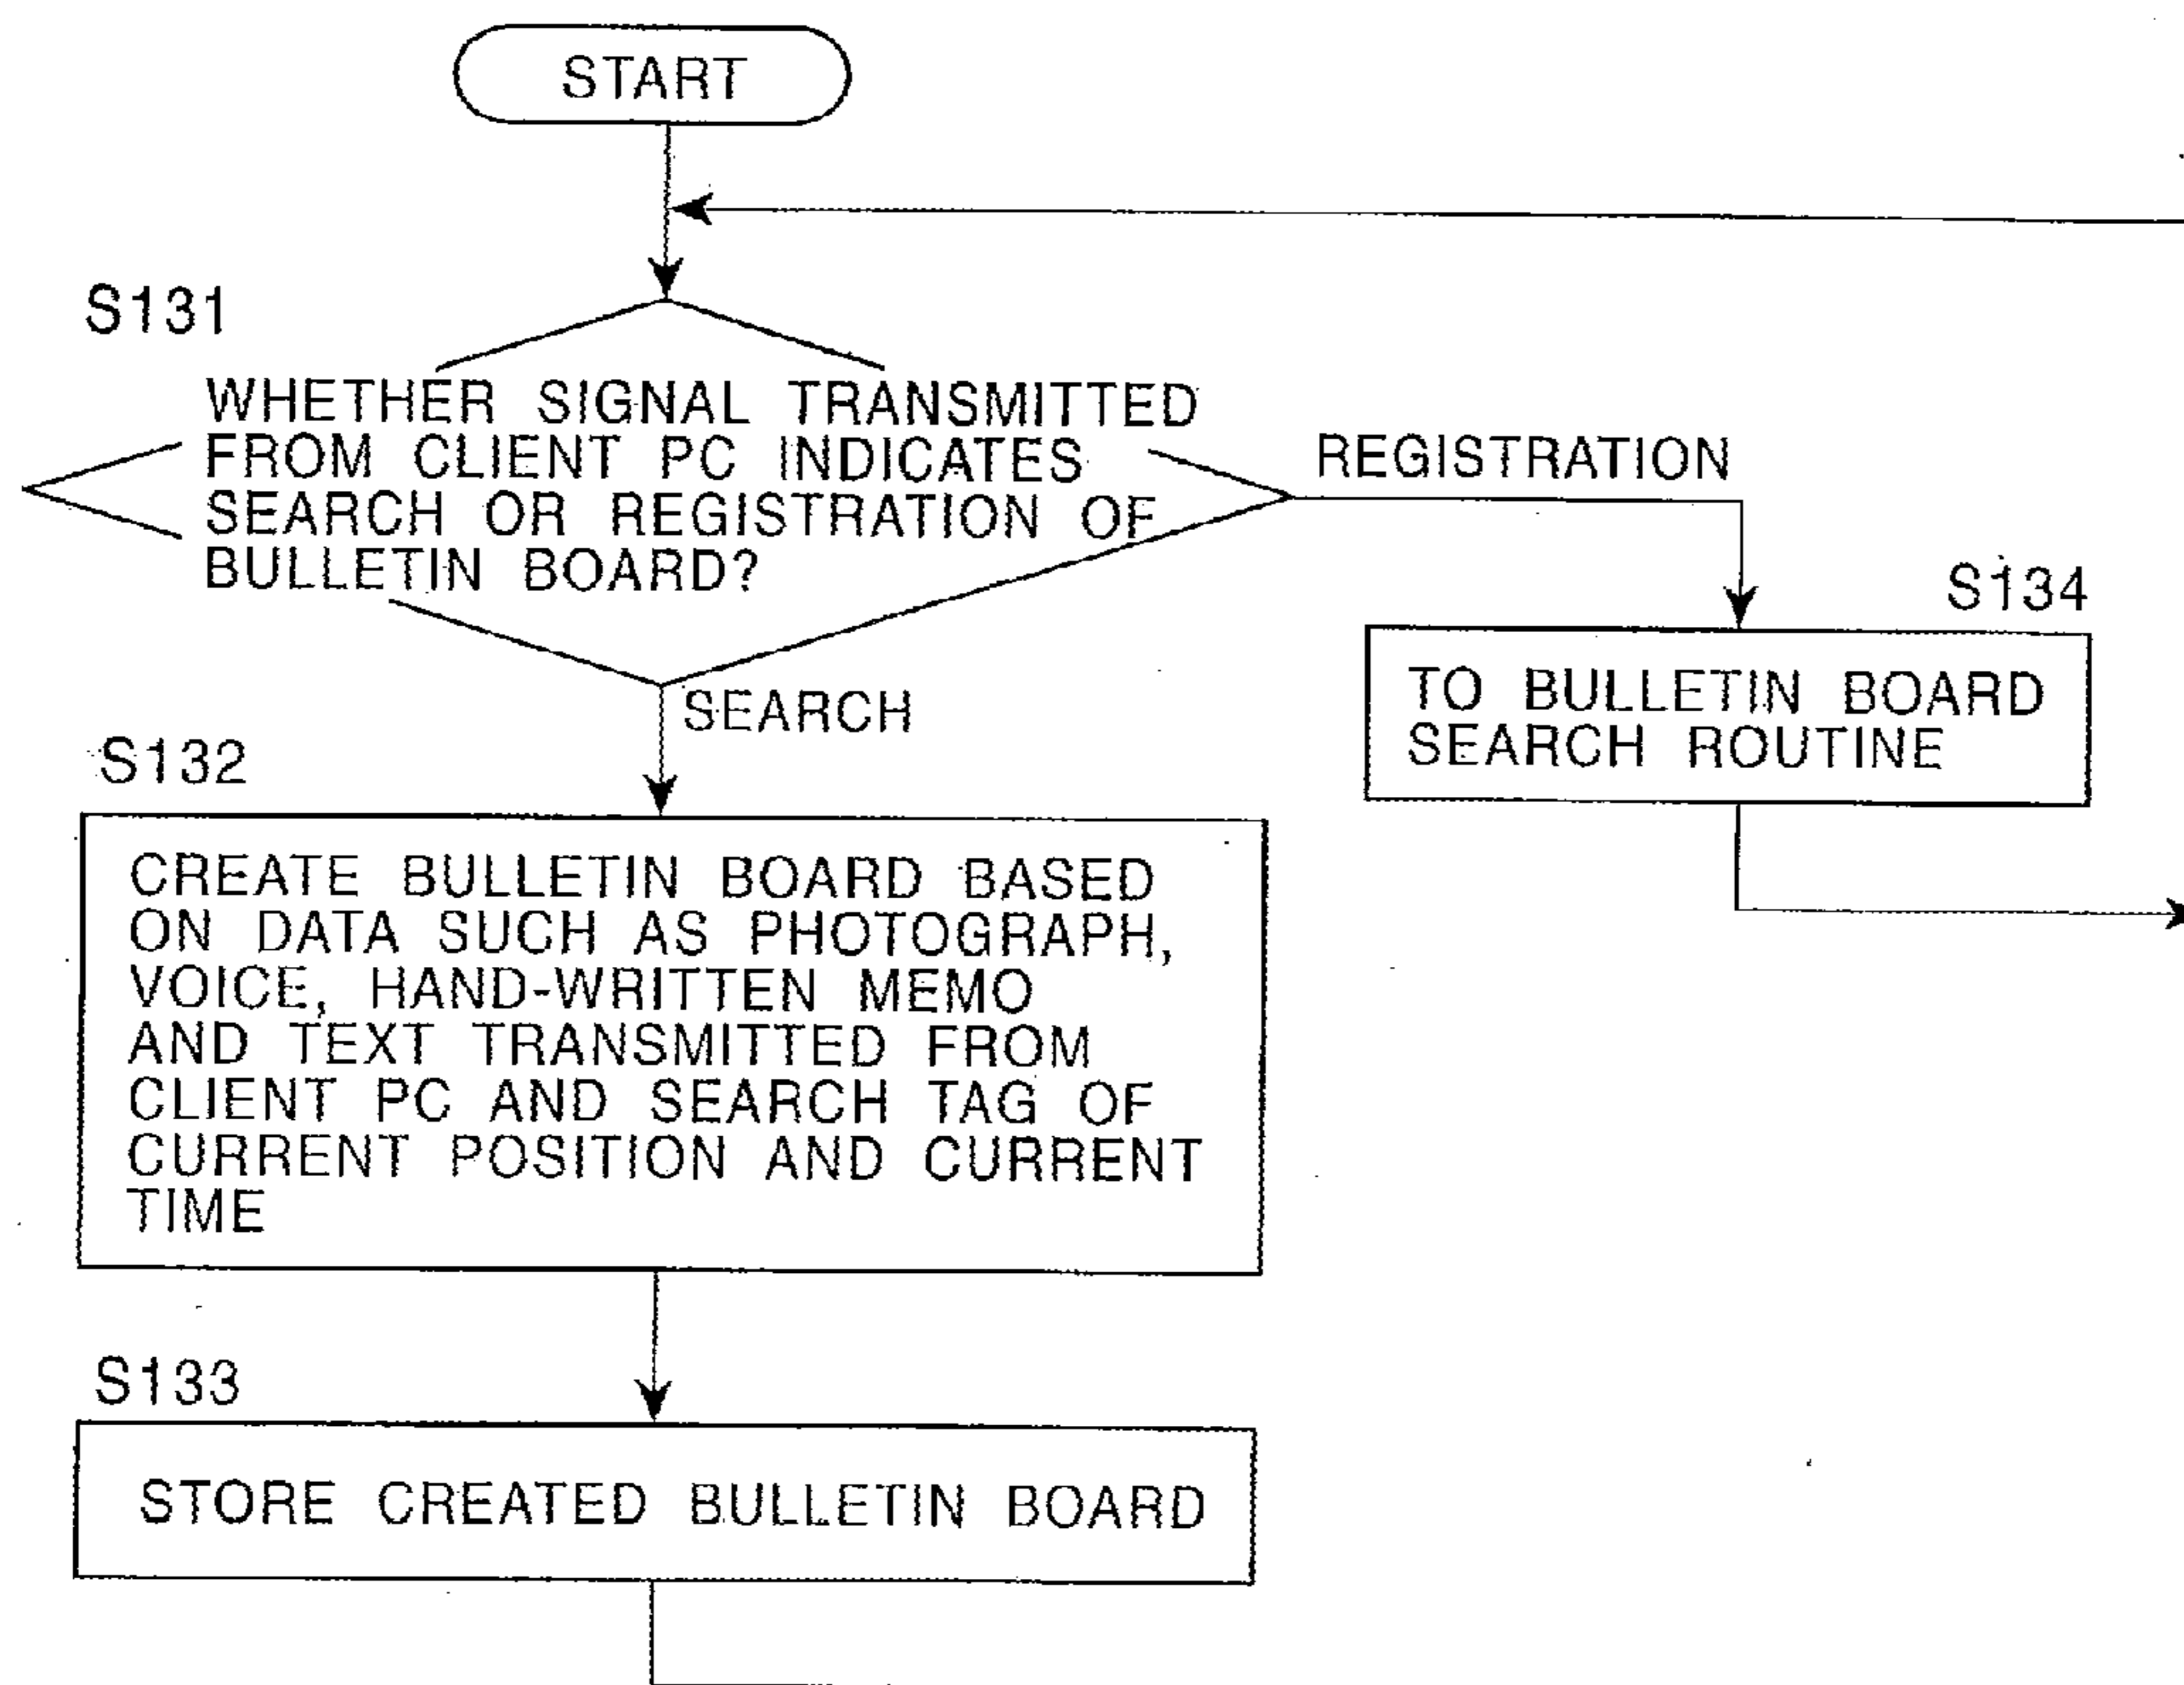 START
S131
WHETHER SIGNAL TRANSMITTED
FROM CLIENT PC INDICATES
SEARCH OR REGISTRATION OF
BULLETIN BOARD?
REGISTRATION
S134
TO BULLETIN BOARD
SEARCH ROUTINE
SEARCH
S132
CREATE BULLETIN BOARD BASED
ON DATA SUCH AS PHOTOGRAPH,
VOICE, HAND-WRITTEN MEMO
AND TEXT TRANSMITTED FROM
CLIENT PC AND SEARCH TAG OF
CURRENT POSITION AND CURRENT
TIME
S133
STORE CREATED BULLETIN BOARD